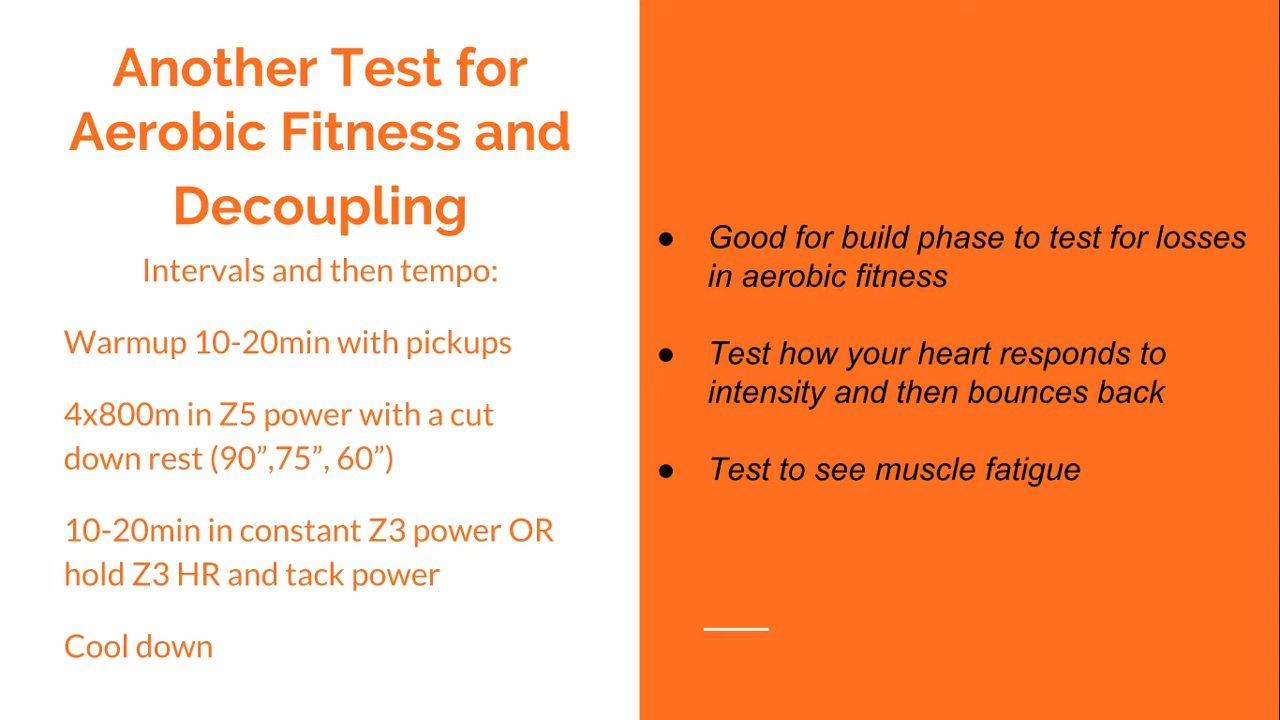 Another Test for
Aerobic Fitness and
Decoupling
Intervals and then tempo:
Warmup 10-20min with pickups
4x800m in Z5 power with a cut
down rest (90”,75”, 60”)
10-20min in constant Z3 power OR
hold Z3 HR and tack power
Cool down
● Good for build phase to test for losses
in aerobic fitness
● Test how your heart responds to
intensity and then bounces back
● Test to see muscle fatigue